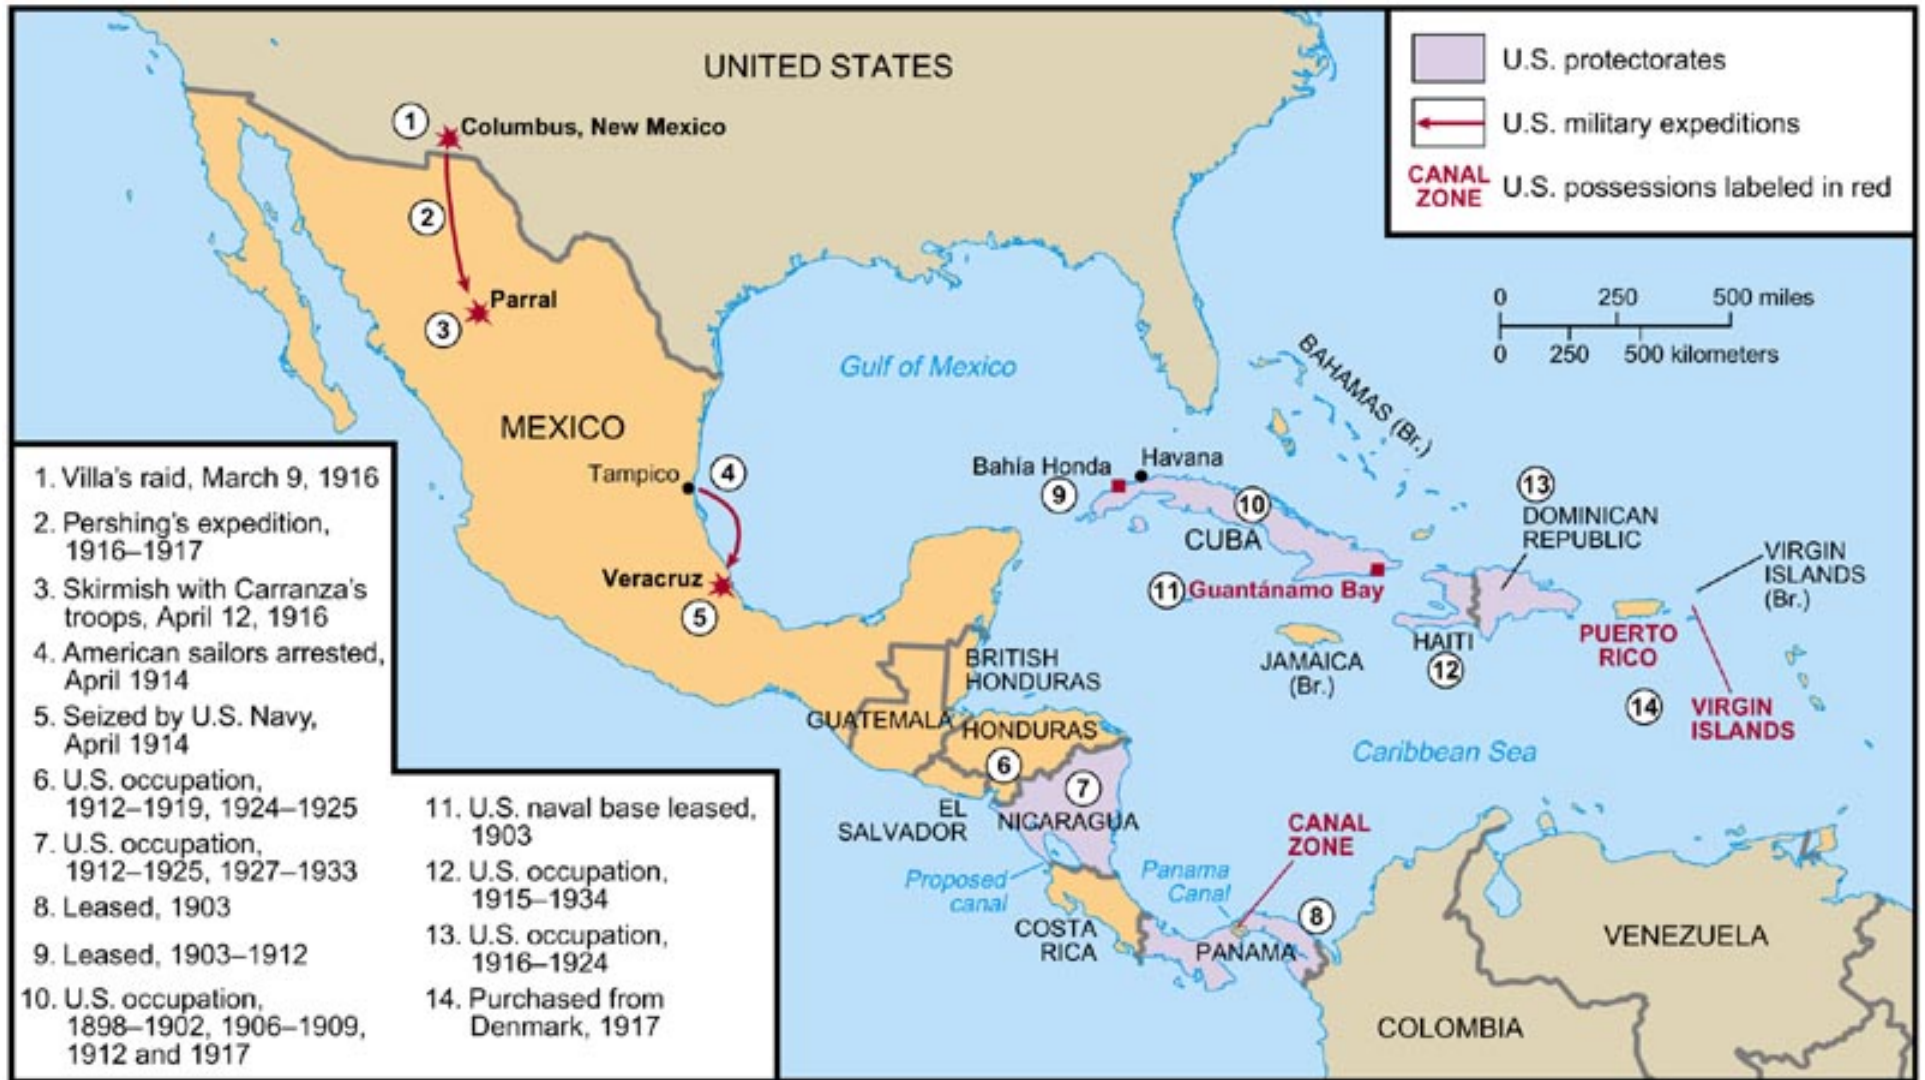 UNITED STATES
U.S. protectorates
U.S. military expeditions
CANAL
ZONE
U.S. possessions labeled in red
1
Columbus, New Mexico
2
Parral
3
0 250 500 miles
0 250 500 kilometers
Gulf of Mexico
BAHAMAS (Br.)
MEXICO
Tampico
4
Veracruz
5
Bahía Honda
Havana
9
10
CUBA
11
Guantánamo Bay
13
DOMINICAN
REPUBLIC
VIRGIN
ISLANDS
(Br.)
HAITI
12
JAMAICA
(Br.)
PUERTO
RICO
14
VIRGIN
ISLANDS
BRITISH
HONDURAS
GUATEMALA
HONDURAS
6
Caribbean Sea
7
EL
SALVADOR
NICARAGUA
CANAL
ZONE
Proposed
canal
Panama
Canal
COSTA
RICA
PANAMA
8
VENEZUELA
COLOMBIA
1. Villa's raid, March 9, 1916
2. Pershing's expedition,
1916–1917
3. Skirmish with Carranza's
troops, April 12, 1916
4. American sailors arrested,
April 1914
5. Seized by U.S. Navy,
April 1914
6. U.S. occupation,
1912–1919, 1924–1925
7. U.S. occupation,
1912–1925, 1927–1933
8. Leased, 1903
9. Leased, 1903–1912
10. U.S. occupation,
1898–1902, 1906–1909,
1912 and 1917
11. U.S. naval base leased,
1903
12. U.S. occupation,
1915–1934
13. U.S. occupation,
1916–1924
14. Purchased from
Denmark, 1917